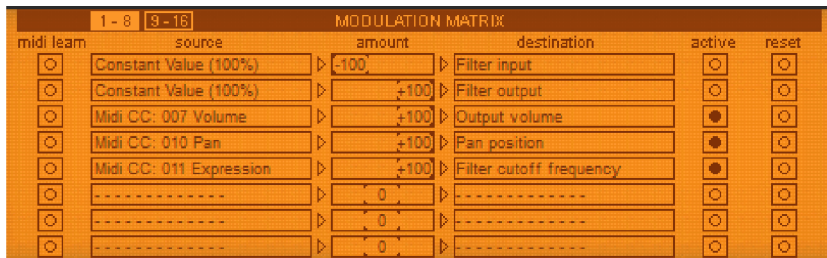 1 - 8 9 - 16 MODULATION MATRIX
midi learn source amount destination active reset
Constant Value (100%) -100 Filter input
Constant Value (100%) +100 Filter output
Midi CC: 007 Volume +100 Output volume
Midi CC: 010 Pan +100 Pan position
Midi CC: 011 Expression +100 Filter cutoff frequency
- - - - - - - - - - - - - 0 - - - - - - - - - - - - -
- - - - - - - - - - - - - 0 - - - - - - - - - - - - -
- - - - - - - - - - - - - 0 - - - - - - - - - - - - -